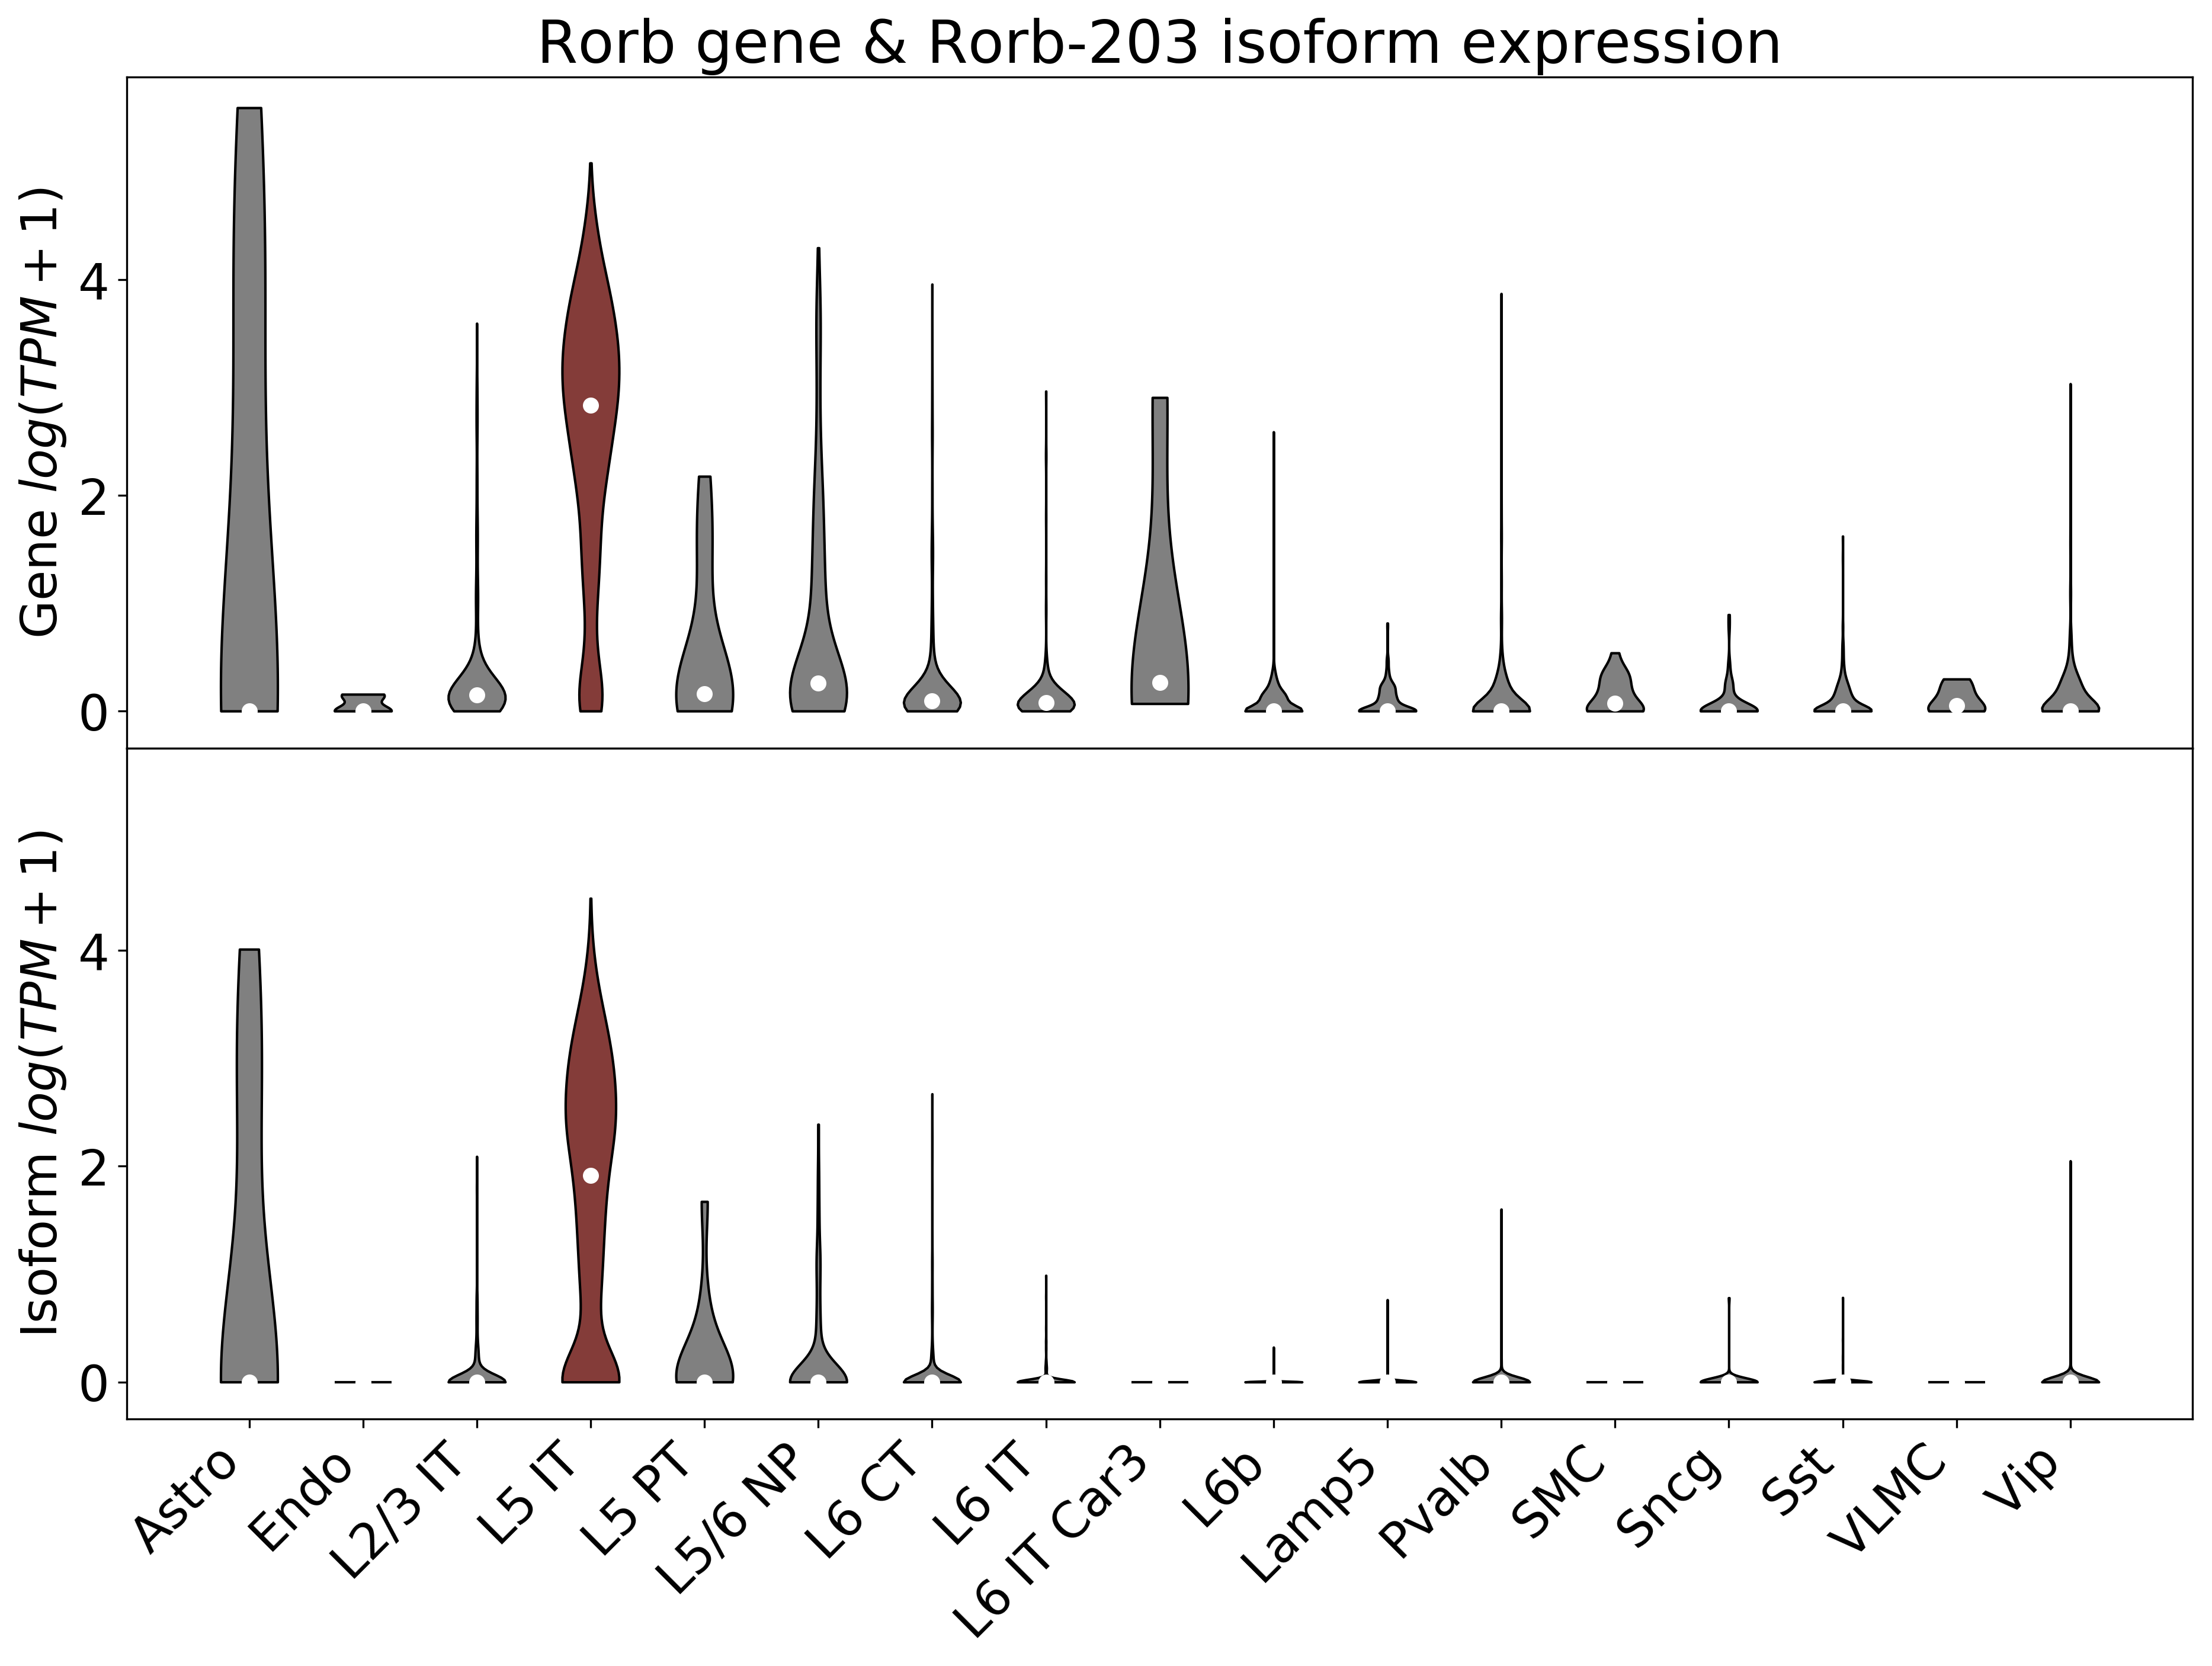 Rorb gene & Rorb-203 isoform expression
Gene log(TPM + 1)
4
2
0
Isoform log(TPM + 1)
4
2
0
Astro
Endo
L2/3 IT
L5 IT
L5 PT
L5/6 NP
L6 CT
L6 IT
L6 IT Car3
L6b
Lamp5
Pvalb
SMC
Sncg
Sst
VLMC
Vip